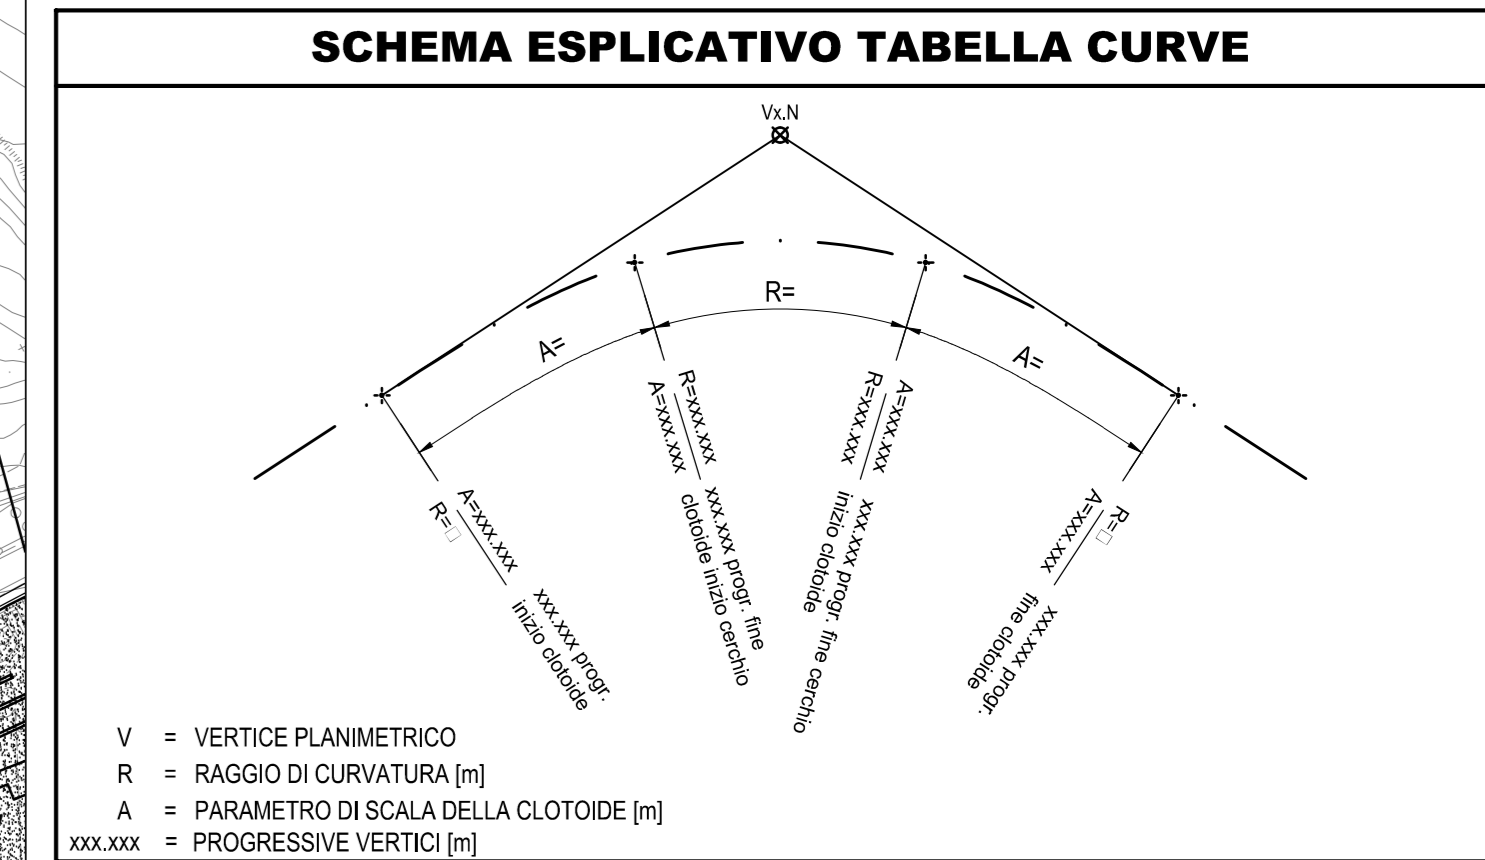 SCHEMA ESPLICATIVO TABELLA CURVE
Vx.N
R=
A=
A=
A=xxx.xxx
R=□
xxx.xxx progr.
inizio clotoide
R=xxx.xxx
A=xxx.xxx
xxx.xxx progr. fine
clotoide inizio cerchio
A=xxx.xxx
R=xxx.xxx
xxx.xxx progr. fine cerchio
inizio clotoide
R=□
A=xxx.xxx
xxx.xxx progr.
fine clotoide
V = VERTICE PLANIMETRICO
R = RAGGIO DI CURVATURA [m]
A = PARAMETRO DI SCALA DELLA CLOTOIDE [m]
xxx.xxx = PROGRESSIVE VERTICI [m]